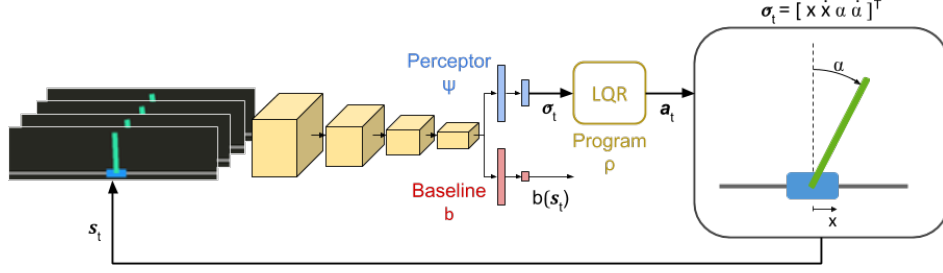 σt = [ x ẋ α α̇ ]ᵀ
Perceptor
ψ
σt
LQR
Program
ρ
at
α
x
Baseline
b
b(st)
st